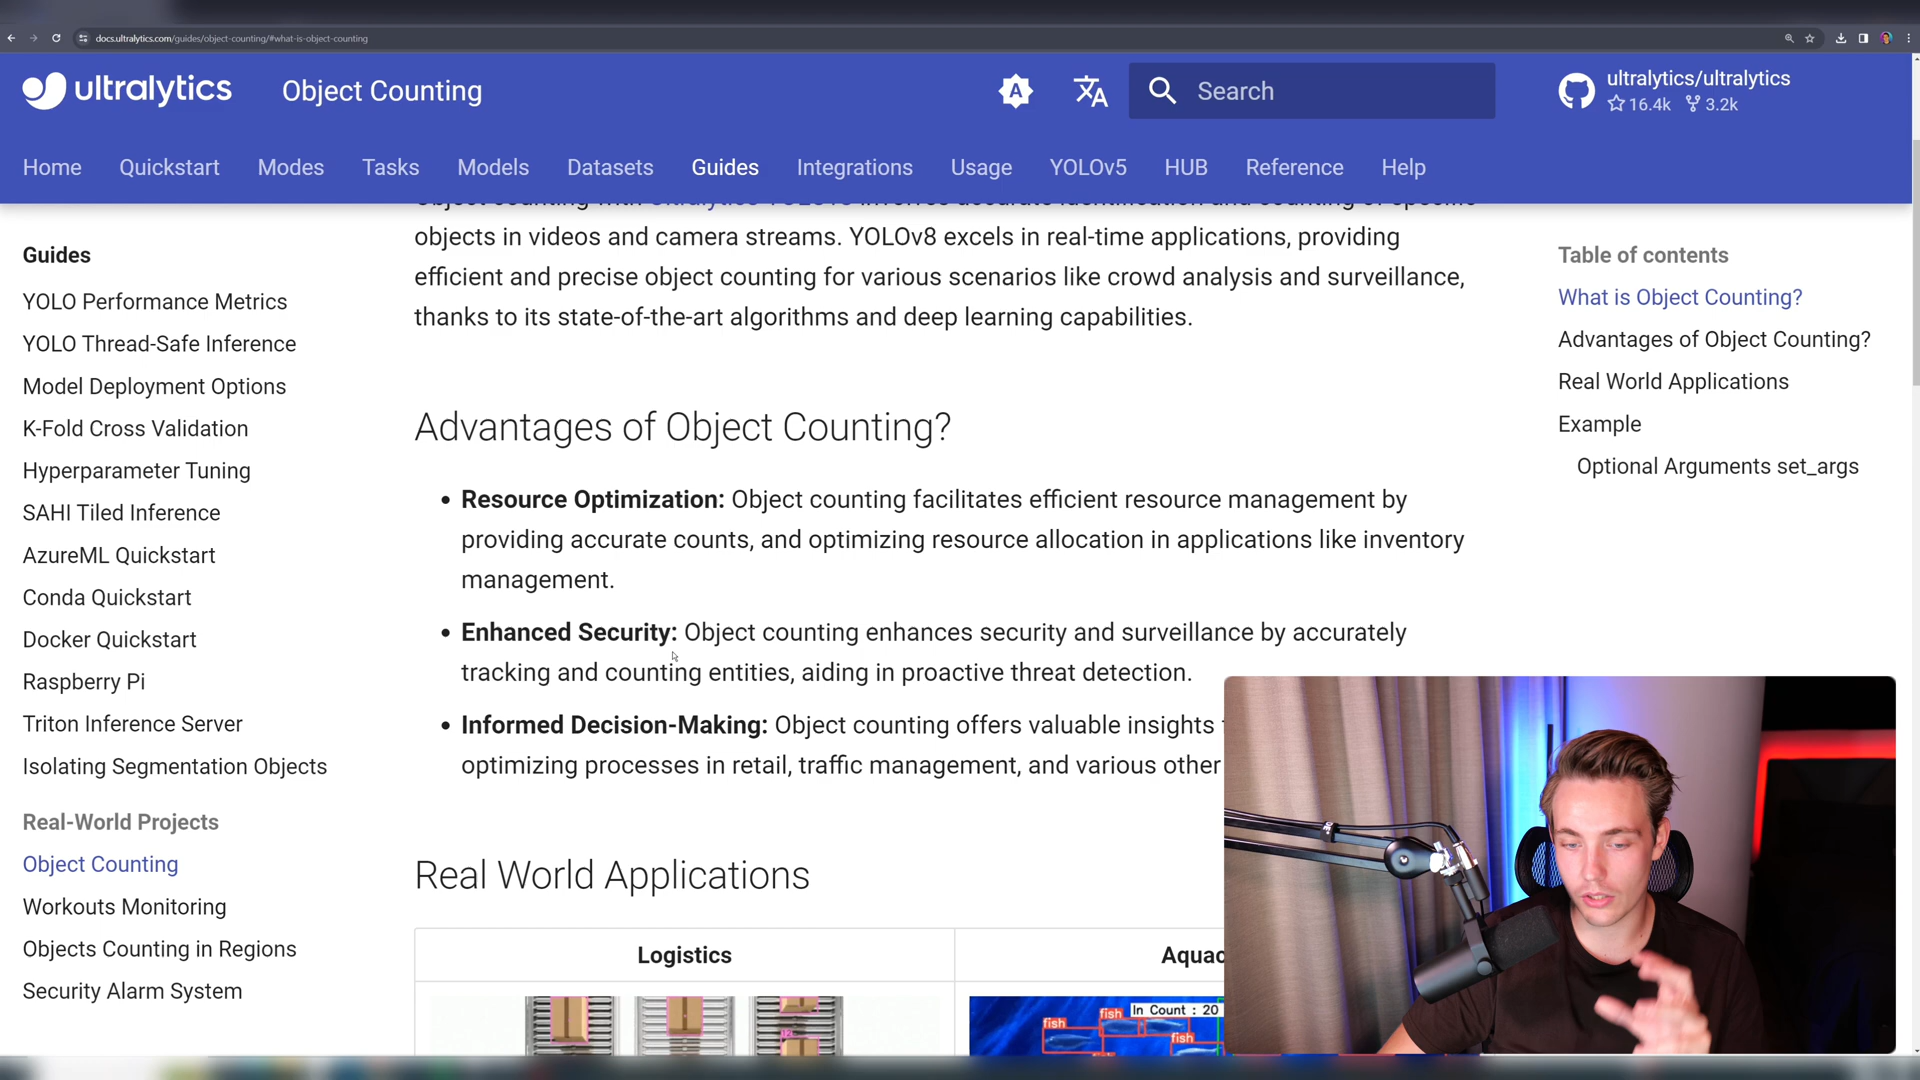 docs.ultralytics.com/guides/object-counting/#what-is-object-counting
ultralytics
Object Counting
A
Search
ultralytics/ultralytics
16.4k 3.2k
Home Quickstart Modes Tasks Models Datasets Guides Integrations Usage YOLOv5 HUB Reference Help
Guides
YOLO Performance Metrics
YOLO Thread-Safe Inference
Model Deployment Options
K-Fold Cross Validation
Hyperparameter Tuning
SAHI Tiled Inference
AzureML Quickstart
Conda Quickstart
Docker Quickstart
Raspberry Pi
Triton Inference Server
Isolating Segmentation Objects
Real-World Projects
Object Counting
Workouts Monitoring
Objects Counting in Regions
Security Alarm System
objects in videos and camera streams. YOLOv8 excels in real-time applications, providing
efficient and precise object counting for various scenarios like crowd analysis and surveillance,
thanks to its state-of-the-art algorithms and deep learning capabilities.
Advantages of Object Counting?
• Resource Optimization: Object counting facilitates efficient resource management by
providing accurate counts, and optimizing resource allocation in applications like inventory
management.
• Enhanced Security: Object counting enhances security and surveillance by accurately
tracking and counting entities, aiding in proactive threat detection.
• Informed Decision-Making: Object counting offers valuable insights
optimizing processes in retail, traffic management, and various other
Real World Applications
Logistics
Aquac
fish
fish
In Count : 20
fish
Table of contents
What is Object Counting?
Advantages of Object Counting?
Real World Applications
Example
Optional Arguments set_args